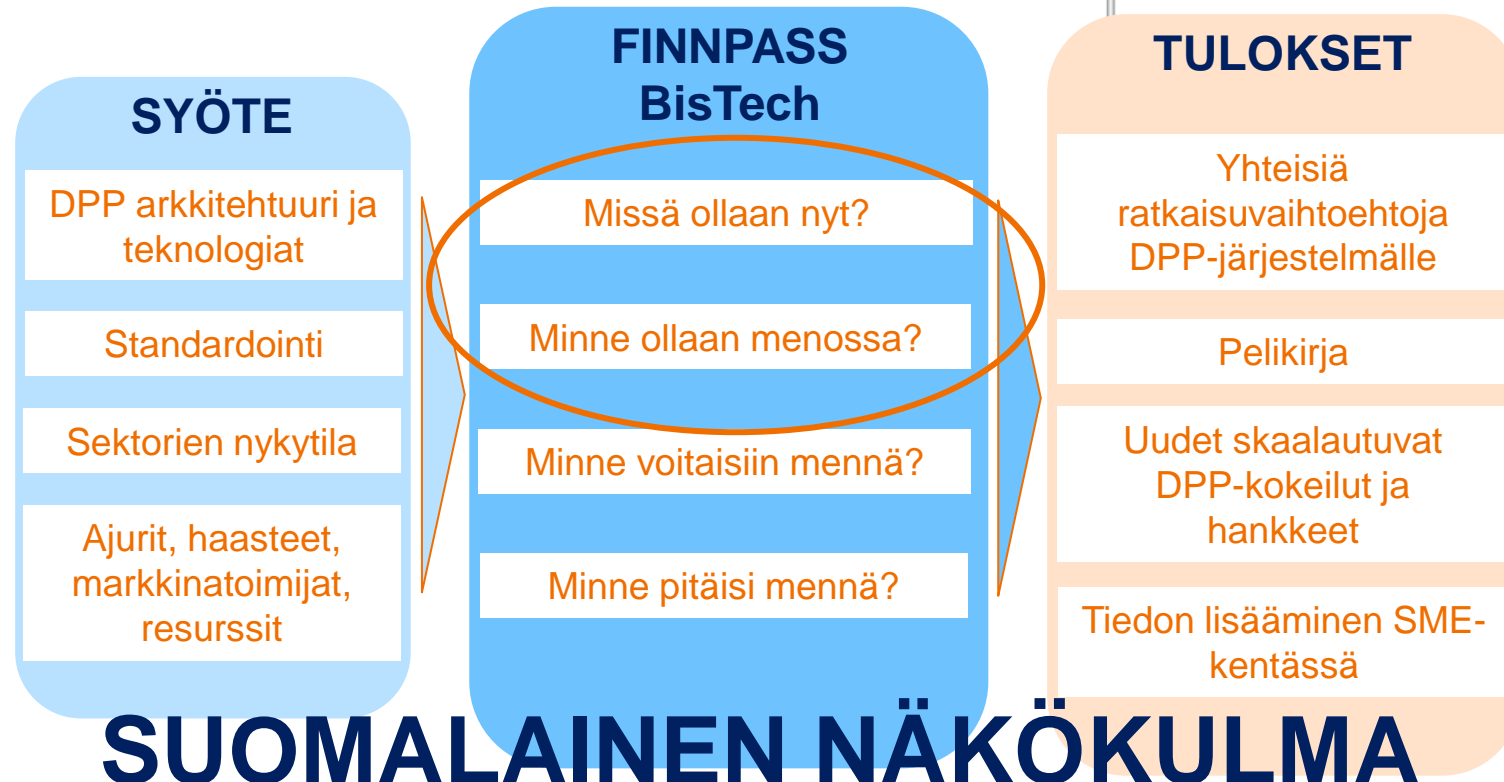 SYÖTE
DPP arkkitehtuuri ja
teknologiat
Standardointi
Sektorien nykytila
Ajurit, haasteet,
markkinatoimijat,
resurssit
FINNPASS
BisTech
Missä ollaan nyt?
Minne ollaan menossa?
Minne voitaisiin mennä?
Minne pitäisi mennä?
TULOKSET
Yhteisiä
ratkaisuvaihtoehtoja
DPP-järjestelmälle
Pelikirja
Uudet skaalautuvat
DPP-kokeilut ja
hankkeet
Tiedon lisääminen SME-
kentässä
SUOMALAINEN NÄKÖKULMA